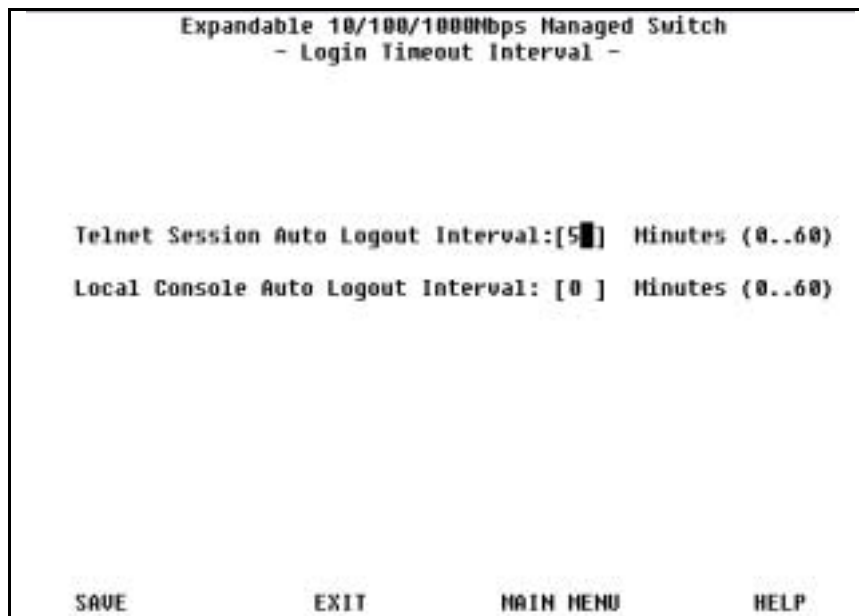 Expandable 10/100/1000Mbps Managed Switch
- Login Timeout Interval -
Telnet Session Auto Logout Interval:[5 ] Minutes (0..60)
Local Console Auto Logout Interval: [0 ] Minutes (0..60)
SAVE EXIT MAIN MENU HELP